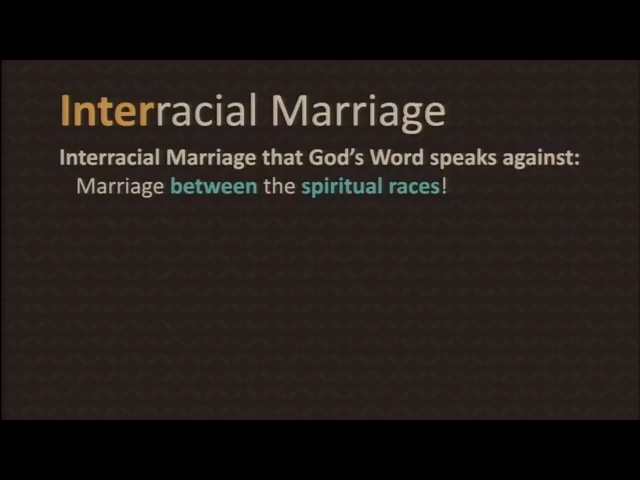 Interracial Marriage
Interracial Marriage that God's Word speaks against:
Marriage between the spiritual races!